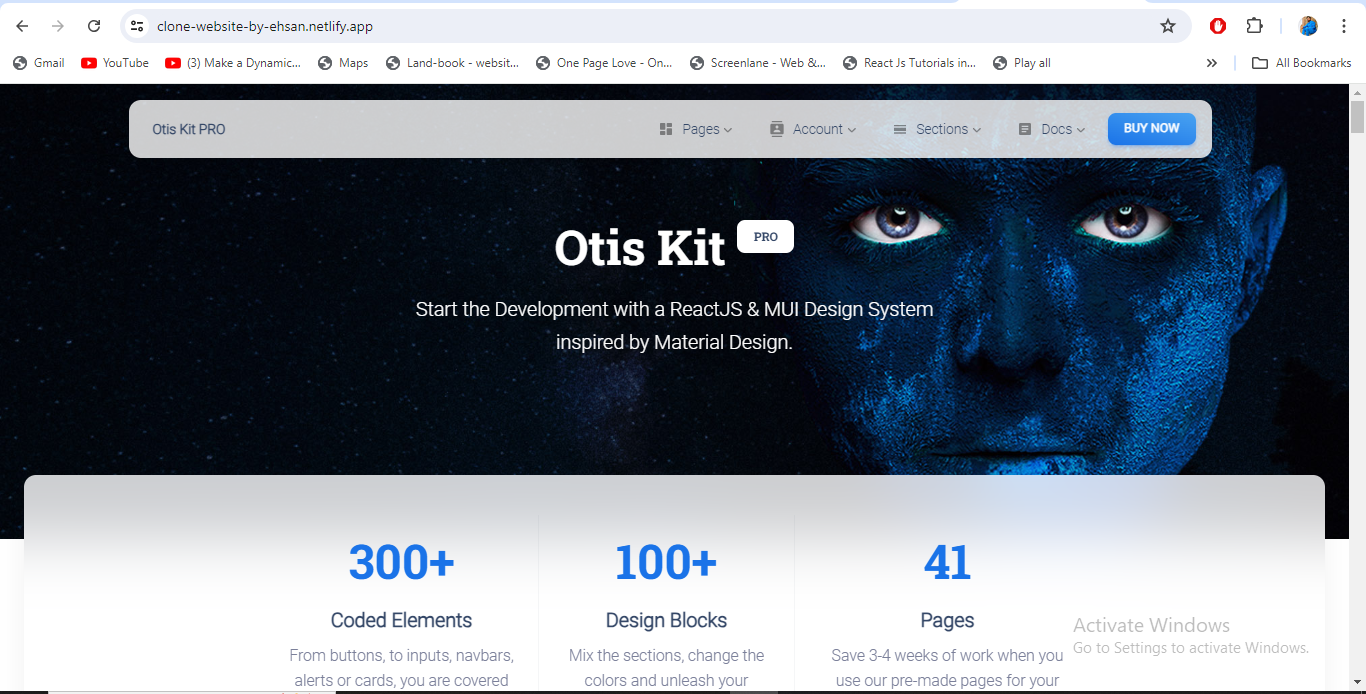 clone-website-by-ehsan.netlify.app
Gmail YouTube (3) Make a Dynamic... Maps Land-book - websit... One Page Love - On... Screenlane - Web &... React Js Tutorials in... Play all » All Bookmarks
Otis Kit PRO Pages Account Sections Docs BUY NOW
Otis Kit PRO
Start the Development with a ReactJS & MUI Design System
inspired by Material Design.
300+ 100+ 41
Coded Elements Design Blocks Pages
From buttons, to inputs, navbars, Mix the sections, change the Save 3-4 weeks of work when you
alerts or cards, you are covered colors and unleash your use our pre-made pages for your
Activate Windows
Go to Settings to activate Windows.